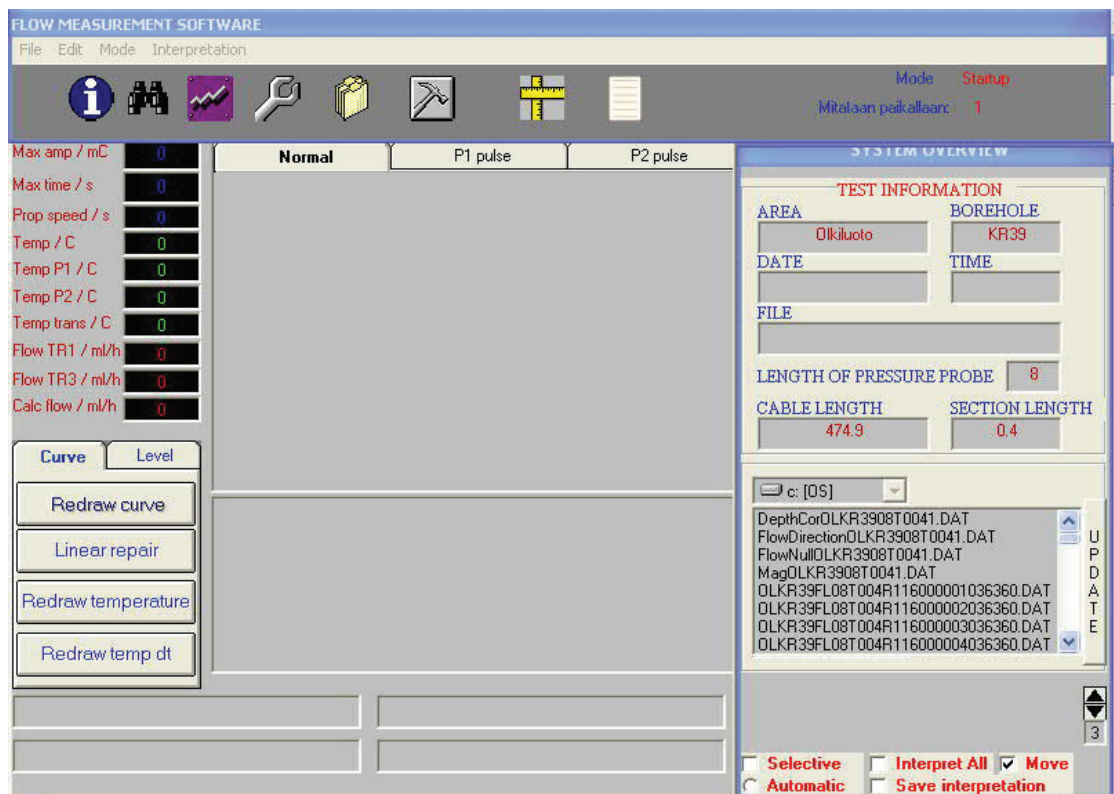 FLOW MEASUREMENT SOFTWARE
File Edit Mode Interpretation
Mode Startup
Mitataan paikallaan: 1
Max amp / mC 0
Max time / s 0
Prop speed / s 0
Temp / C 0
Temp P1 / C 0
Temp P2 / C 0
Temp trans / C 0
Flow TR1 / ml/h 0
Flow TR3 / ml/h 0
Calc flow / ml/h 0
Curve Level
Redraw curve
Linear repair
Redraw temperature
Redraw temp dt
Normal P1 pulse P2 pulse
SYSTEM OVERVIEW
TEST INFORMATION
AREA BOREHOLE
Olkiluoto KR39
DATE TIME
FILE
LENGTH OF PRESSURE PROBE 8
CABLE LENGTH SECTION LENGTH
474.9 0.4
c: [OS]
DepthCorOLKR3908T0041.DAT
FlowDirectionOLKR3908T0041.DAT
FlowNullOLKR3908T0041.DAT
MagOLKR3908T0041.DAT
OLKR39FL08T004R116000001036360.DAT
OLKR39FL08T004R116000002036360.DAT
OLKR39FL08T004R116000003036360.DAT
OLKR39FL08T004R116000004036360.DAT
UPDATE
3
Selective Interpret All Move
Automatic Save interpretation